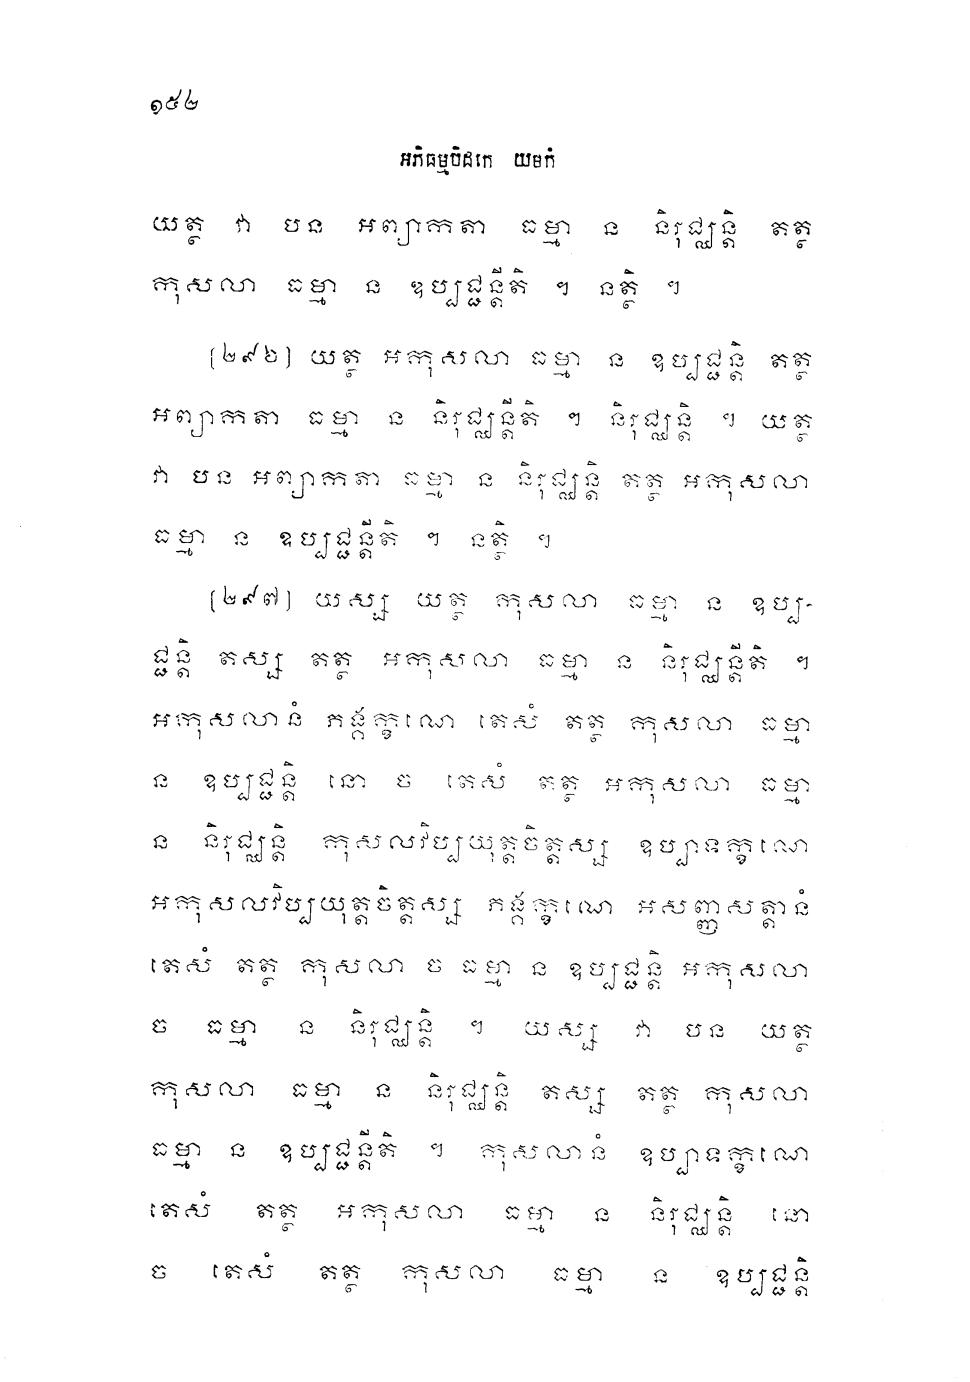 ១៥២
អភិធម្មបិដកេ យមកំ
យត្ថ វា បន អព្យាកតា ធម្មា ន និរុជ្ឈន្តិ តត្ថ
កុសលា ធម្មា ន ឧប្បជ្ជន្តីតិ ។ នត្ថិ ។
[២៩៦] យត្ថ អកុសលា ធម្មា ន ឧប្បជ្ជន្តិ តត្ថ
អព្យាកតា ធម្មា ន និរុជ្ឈន្តីតិ ។ និរុជ្ឈន្តិ ។ យត្ថ
វា បន អព្យាកតា ធម្មា ន និរុជ្ឈន្តិ តត្ថ អកុសលា
ធម្មា ន ឧប្បជ្ជន្តីតិ ។ នត្ថិ ។
[២៩៧] យស្ស យត្ថ កុសលា ធម្មា ន ឧប្ប-
ជ្ជន្តិ តស្ស តត្ថ អកុសលា ធម្មា ន និរុជ្ឈន្តីតិ ។
អកុសលានំ ភង្គក្ខណេ តេសំ តត្ថ កុសលា ធម្មា
ន ឧប្បជ្ជន្តិ នោ ច តេសំ តត្ថ អកុសលា ធម្មា
ន និរុជ្ឈន្តិ កុសលវិប្បយុត្តចិត្តស្ស ឧប្បាទក្ខណេ
អកុសលវិប្បយុត្តចិត្តស្ស ភង្គក្ខណេ អសញ្ញសត្តានំ
តេសំ តត្ថ កុសលា ច ធម្មា ន ឧប្បជ្ជន្តិ អកុសលា
ច ធម្មា ន និរុជ្ឈន្តិ ។ យស្ស វា បន យត្ថ
កុសលា ធម្មា ន និរុជ្ឈន្តិ តស្ស តត្ថ កុសលា
ធម្មា ន ឧប្បជ្ជន្តីតិ ។ កុសលានំ ឧប្បាទក្ខណេ
តេសំ តត្ថ អកុសលា ធម្មា ន និរុជ្ឈន្តិ នោ
ច តេសំ តត្ថ កុសលា ធម្មា ន ឧប្បជ្ជន្តិ